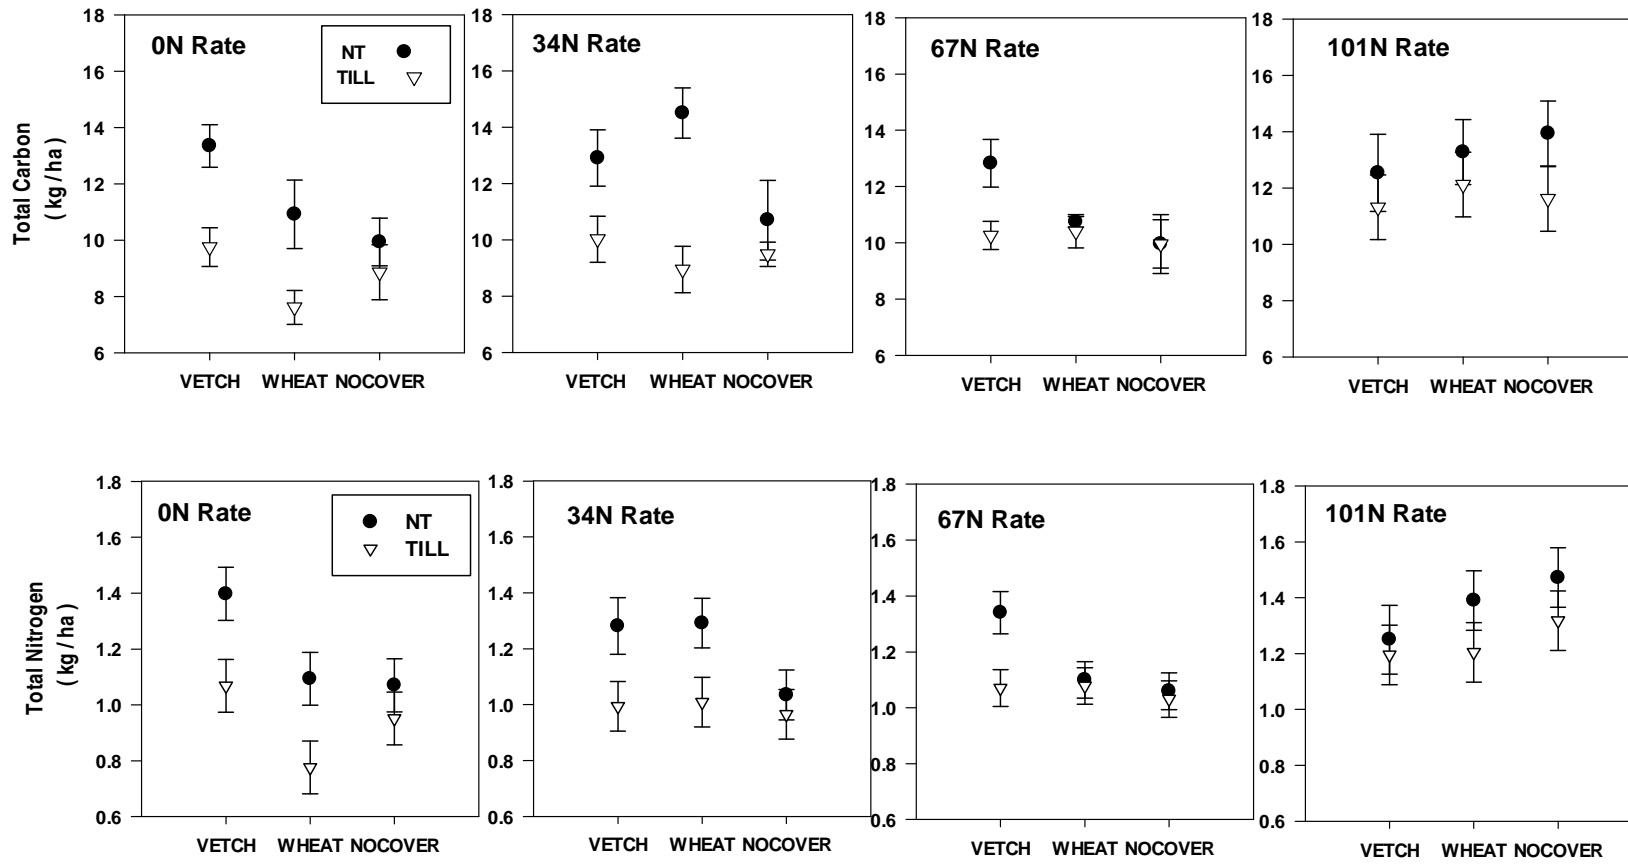 Total Carbon
( kg / ha )
0N Rate
NT
TILL
18
16
14
12
10
8
6
VETCH WHEAT NOCOVER
34N Rate
18
16
14
12
10
8
6
VETCH WHEAT NOCOVER
67N Rate
18
16
14
12
10
8
6
VETCH WHEAT NOCOVER
101N Rate
18
16
14
12
10
8
6
VETCH WHEAT NOCOVER
Total Nitrogen
( kg / ha )
0N Rate
NT
TILL
1.8
1.6
1.4
1.2
1.0
0.8
0.6
VETCH WHEAT NOCOVER
34N Rate
1.8
1.6
1.4
1.2
1.0
0.8
0.6
VETCH WHEAT NOCOVER
67N Rate
1.8
1.6
1.4
1.2
1.0
0.8
0.6
VETCH WHEAT NOCOVER
101N Rate
1.8
1.6
1.4
1.2
1.0
0.8
0.6
VETCH WHEAT NOCOVER